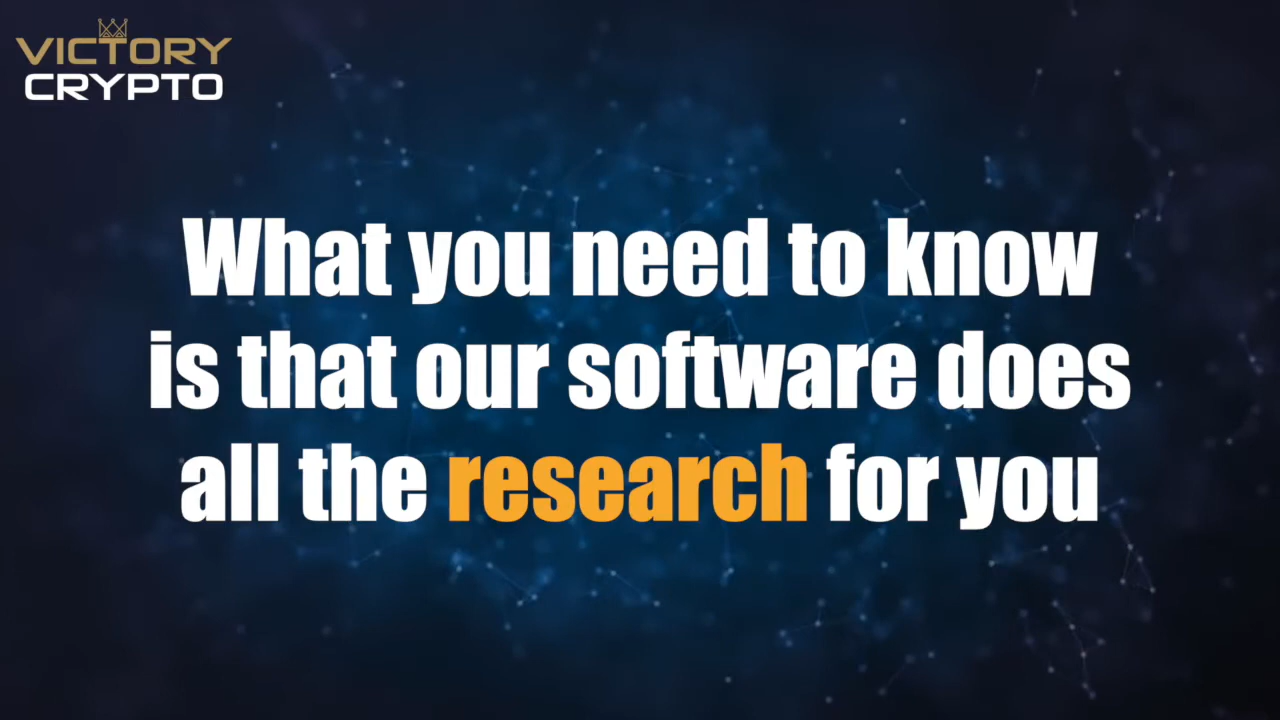 VICTORY
CRYPTO
What you need to know
is that our software does
all the research for you